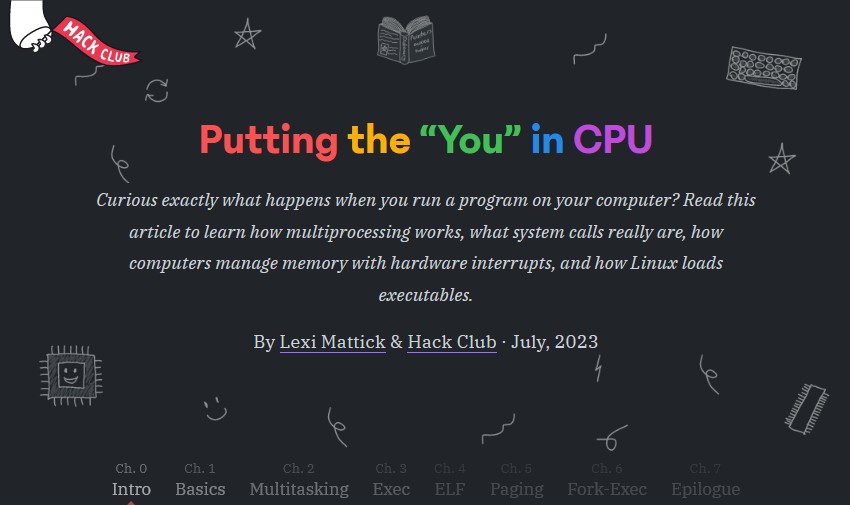 HACK CLUB
Putting the “You” in CPU
Curious exactly what happens when you run a program on your computer? Read this
article to learn how multiprocessing works, what system calls really are, how
computers manage memory with hardware interrupts, and how Linux loads
executables.
By Lexi Mattick & Hack Club · July, 2023
Ch. 0 Ch. 1 Ch. 2 Ch. 3 Ch. 4 Ch. 5 Ch. 6 Ch. 7
Intro Basics Multitasking Exec ELF Paging Fork-Exec Epilogue